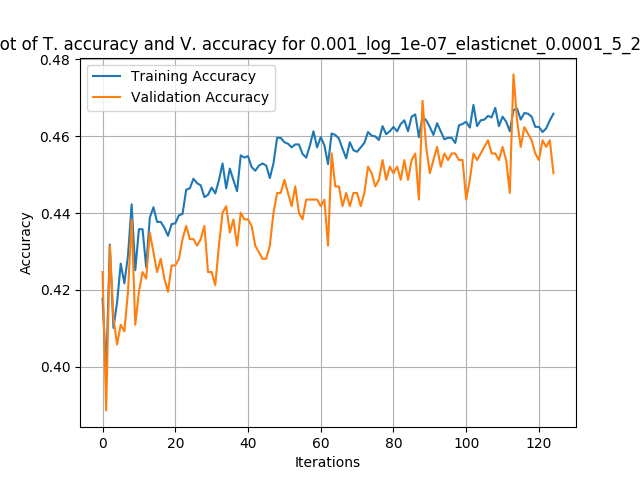 ot of T. accuracy and V. accuracy for 0.001_log_1e-07_elasticnet_0.0001_5_2
Training Accuracy
Validation Accuracy
0.48
0.46
0.44
0.42
0.40
Accuracy
0 20 40 60 80 100 120
Iterations